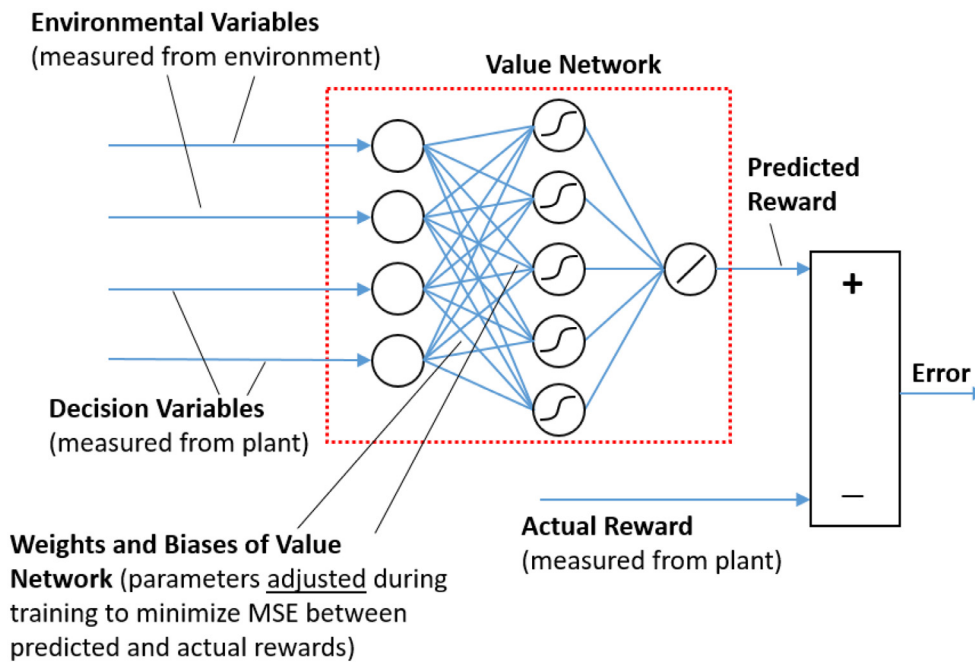 Environmental Variables
(measured from environment)
Value Network
Predicted
Reward
+
Error
Decision Variables
(measured from plant)
−
Actual Reward
(measured from plant)
Weights and Biases of Value
Network (parameters adjusted during
training to minimize MSE between
predicted and actual rewards)